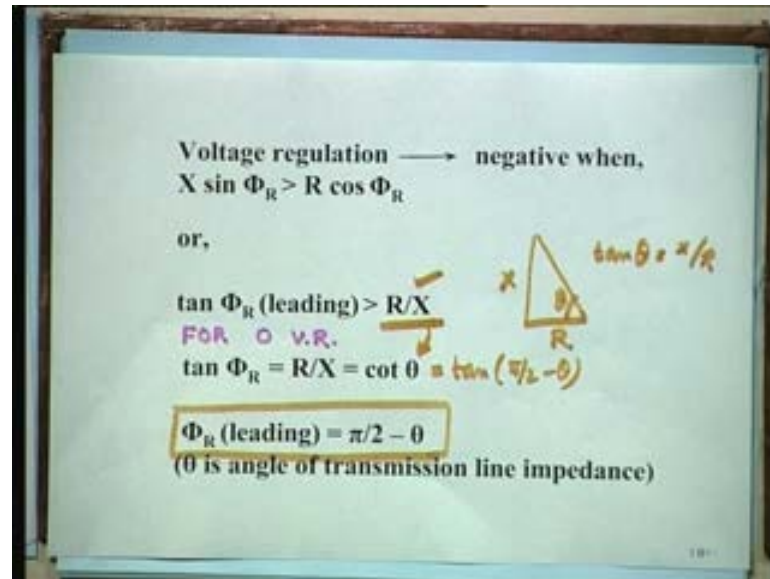 Voltage regulation ⟶ negative when,
X sin Φ_R > R cos Φ_R
or,
tan Φ_R (leading) > R/X
FOR 0 V.R.
tan Φ_R = R/X = cot θ = tan (π/2 - θ)
Φ_R (leading) = π/2 – θ
(θ is angle of transmission line impedance)
X
θ
R
tan θ = x/R